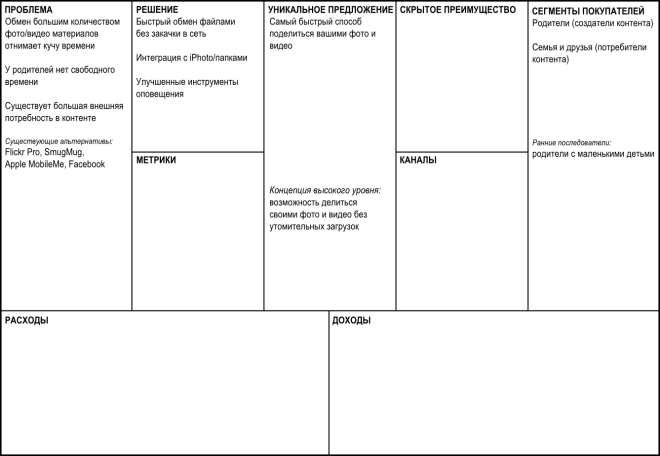 ПРОБЛЕМА
Обмен большим количеством
фото/видео материалов
отнимает кучу времени
У родителей нет свободного
времени
Существует большая внешняя
потребность в контенте
Существующие альтернативы:
Flickr Pro, SmugMug,
Apple MobileMe, Facebook
РЕШЕНИЕ
Быстрый обмен файлами
без закачки в сеть
Интеграция с iPhoto/папками
Улучшенные инструменты
оповещения
МЕТРИКИ
УНИКАЛЬНОЕ ПРЕДЛОЖЕНИЕ
Самый быстрый способ
поделиться вашими фото и
видео
Концепция высокого уровня:
возможность делиться
своими фото и видео без
утомительных загрузок
СКРЫТОЕ ПРЕИМУЩЕСТВО
КАНАЛЫ
СЕГМЕНТЫ ПОКУПАТЕЛЕЙ
Родители (создатели контента)
Семья и друзья (потребители
контента)
Ранние последователи:
родители с маленькими детьми
РАСХОДЫ
ДОХОДЫ